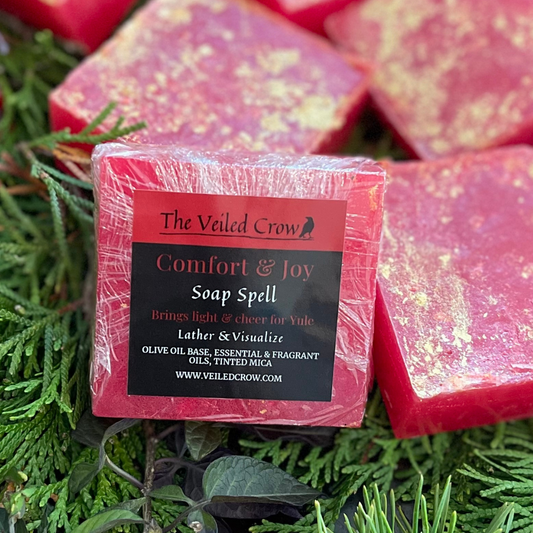 The Veiled Crow
Comfort & Joy
Soap Spell
Brings light & cheer for Yule
Lather & Visualize
OLIVE OIL BASE, ESSENTIAL & FRAGRANT
OILS, TINTED MICA
WWW.VEILEDCROW.COM